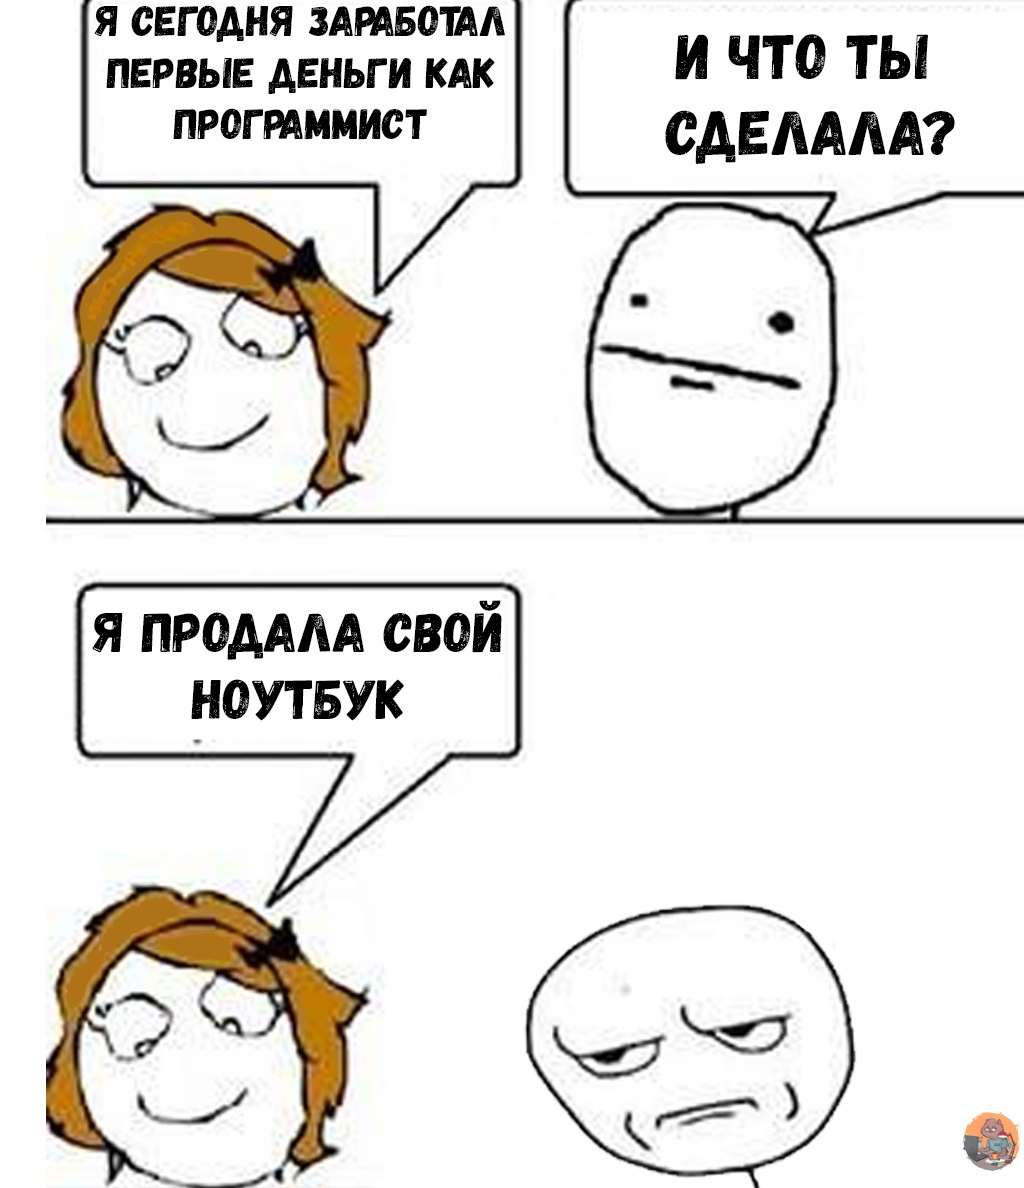 Я СЕГОДНЯ ЗАРАБОТАЛ
ПЕРВЫЕ ДЕНЬГИ КАК
ПРОГРАММИСТ
И ЧТО ТЫ
СДЕЛАЛА?
Я ПРОДАЛА СВОЙ
НОУТБУК